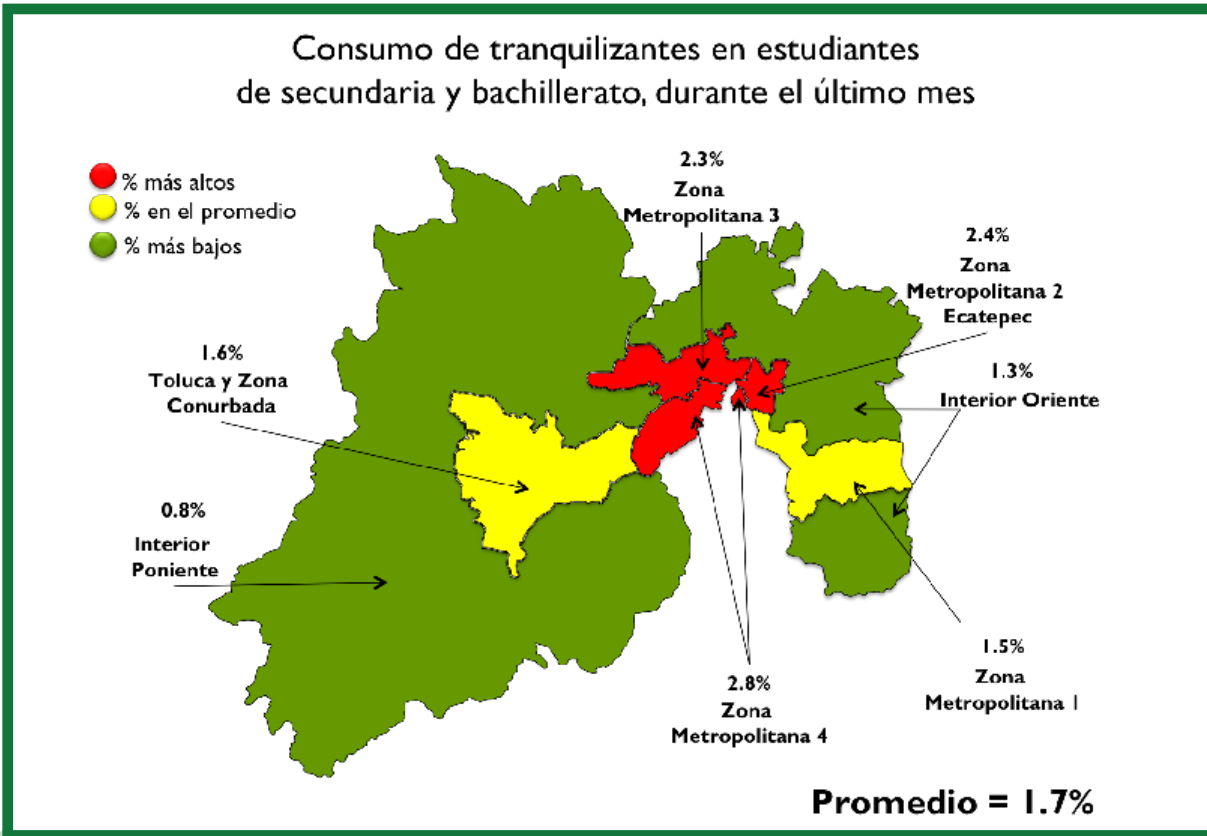 Consumo de tranquilizantes en estudiantes
de secundaria y bachillerato, durante el último mes
% más altos
% en el promedio
% más bajos
2.3%
Zona
Metropolitana 3
2.4%
Zona
Metropolitana 2
Ecatepec
1.6%
Toluca y Zona
Conurbada
1.3%
Interior Oriente
0.8%
Interior
Poniente
1.5%
Zona
Metropolitana 1
2.8%
Zona
Metropolitana 4
Promedio = 1.7%